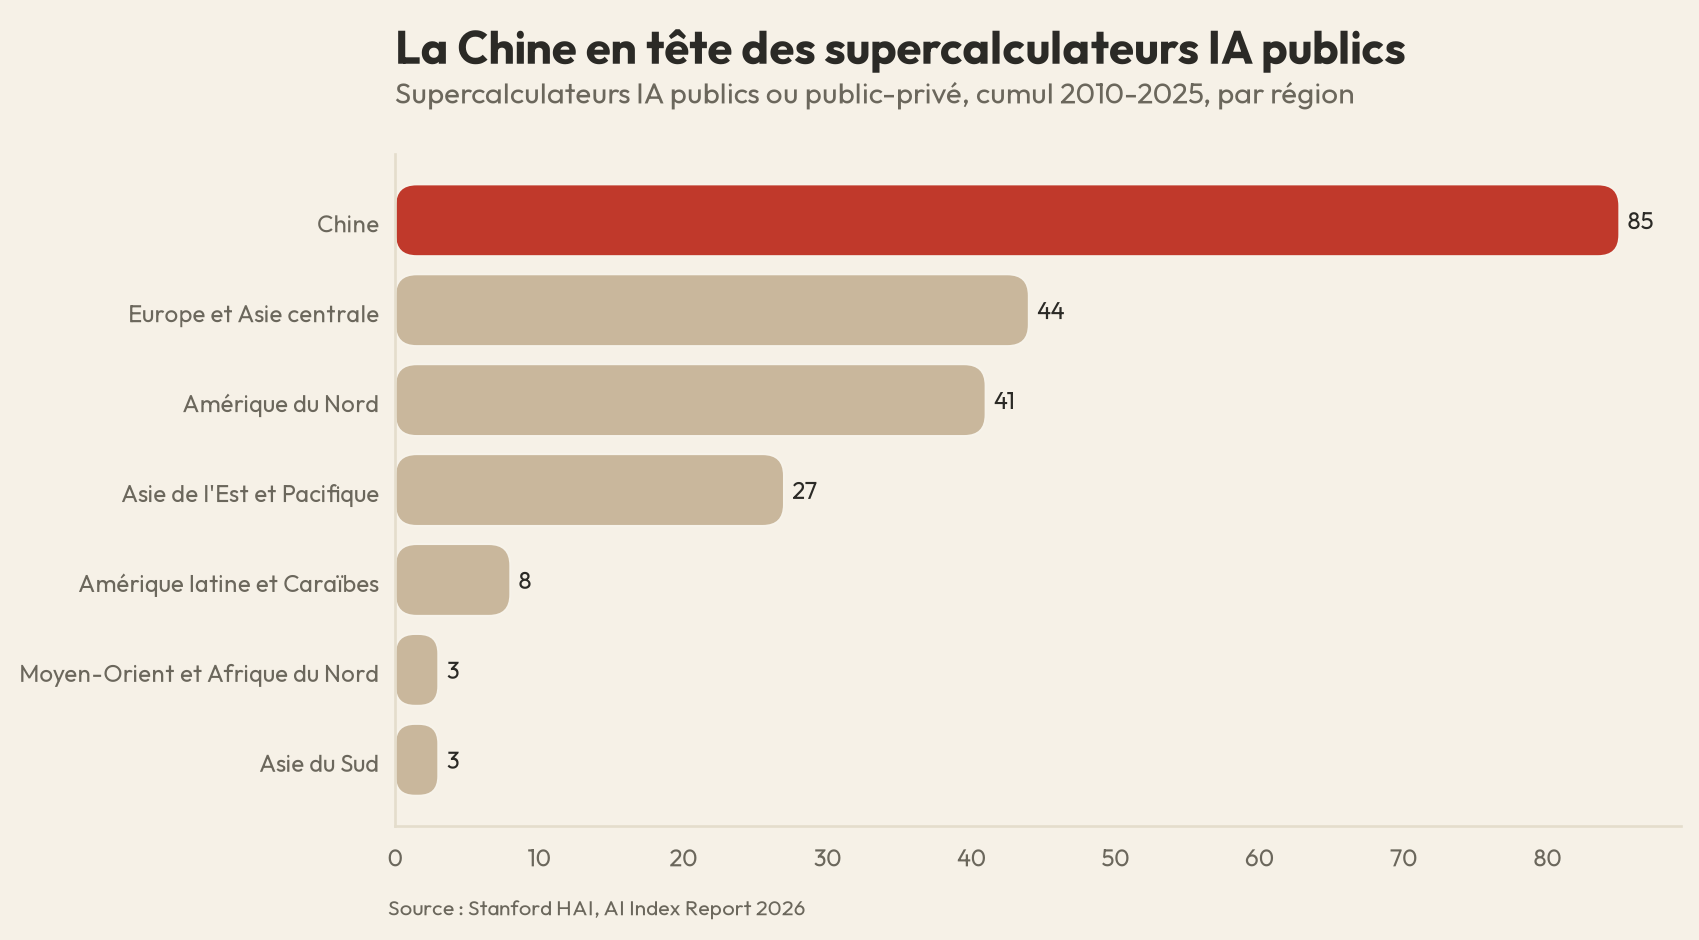 La Chine en tête des supercalculateurs IA publics
Supercalculateurs IA publics ou public-privé, cumul 2010-2025, par région
Chine 85
Europe et Asie centrale 44
Amérique du Nord 41
Asie de l'Est et Pacifique 27
Amérique latine et Caraïbes 8
Moyen-Orient et Afrique du Nord 3
Asie du Sud 3
0 10 20 30 40 50 60 70 80
Source : Stanford HAI, AI Index Report 2026